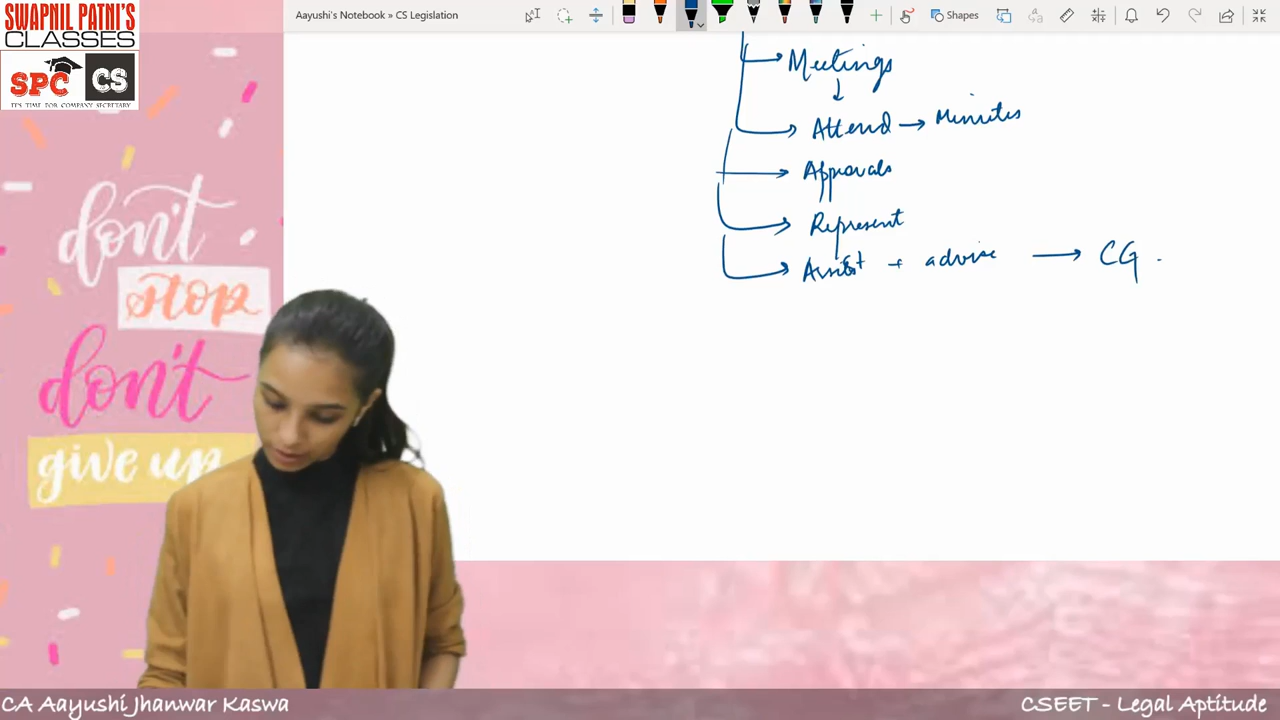 SWAPNIL PATNI'S
CLASSES
SPC CS
IT'S TIME FOR COMPANY SECRETARY
Aayushi's Notebook » CS Legislation
Shapes
Meetings
Attend → Minutes
Approvals
Represent
Assist + advise → CG
don't
stop
don't
give up
CA Aayushi Jhanwar Kaswa
CSEET - Legal Aptitude